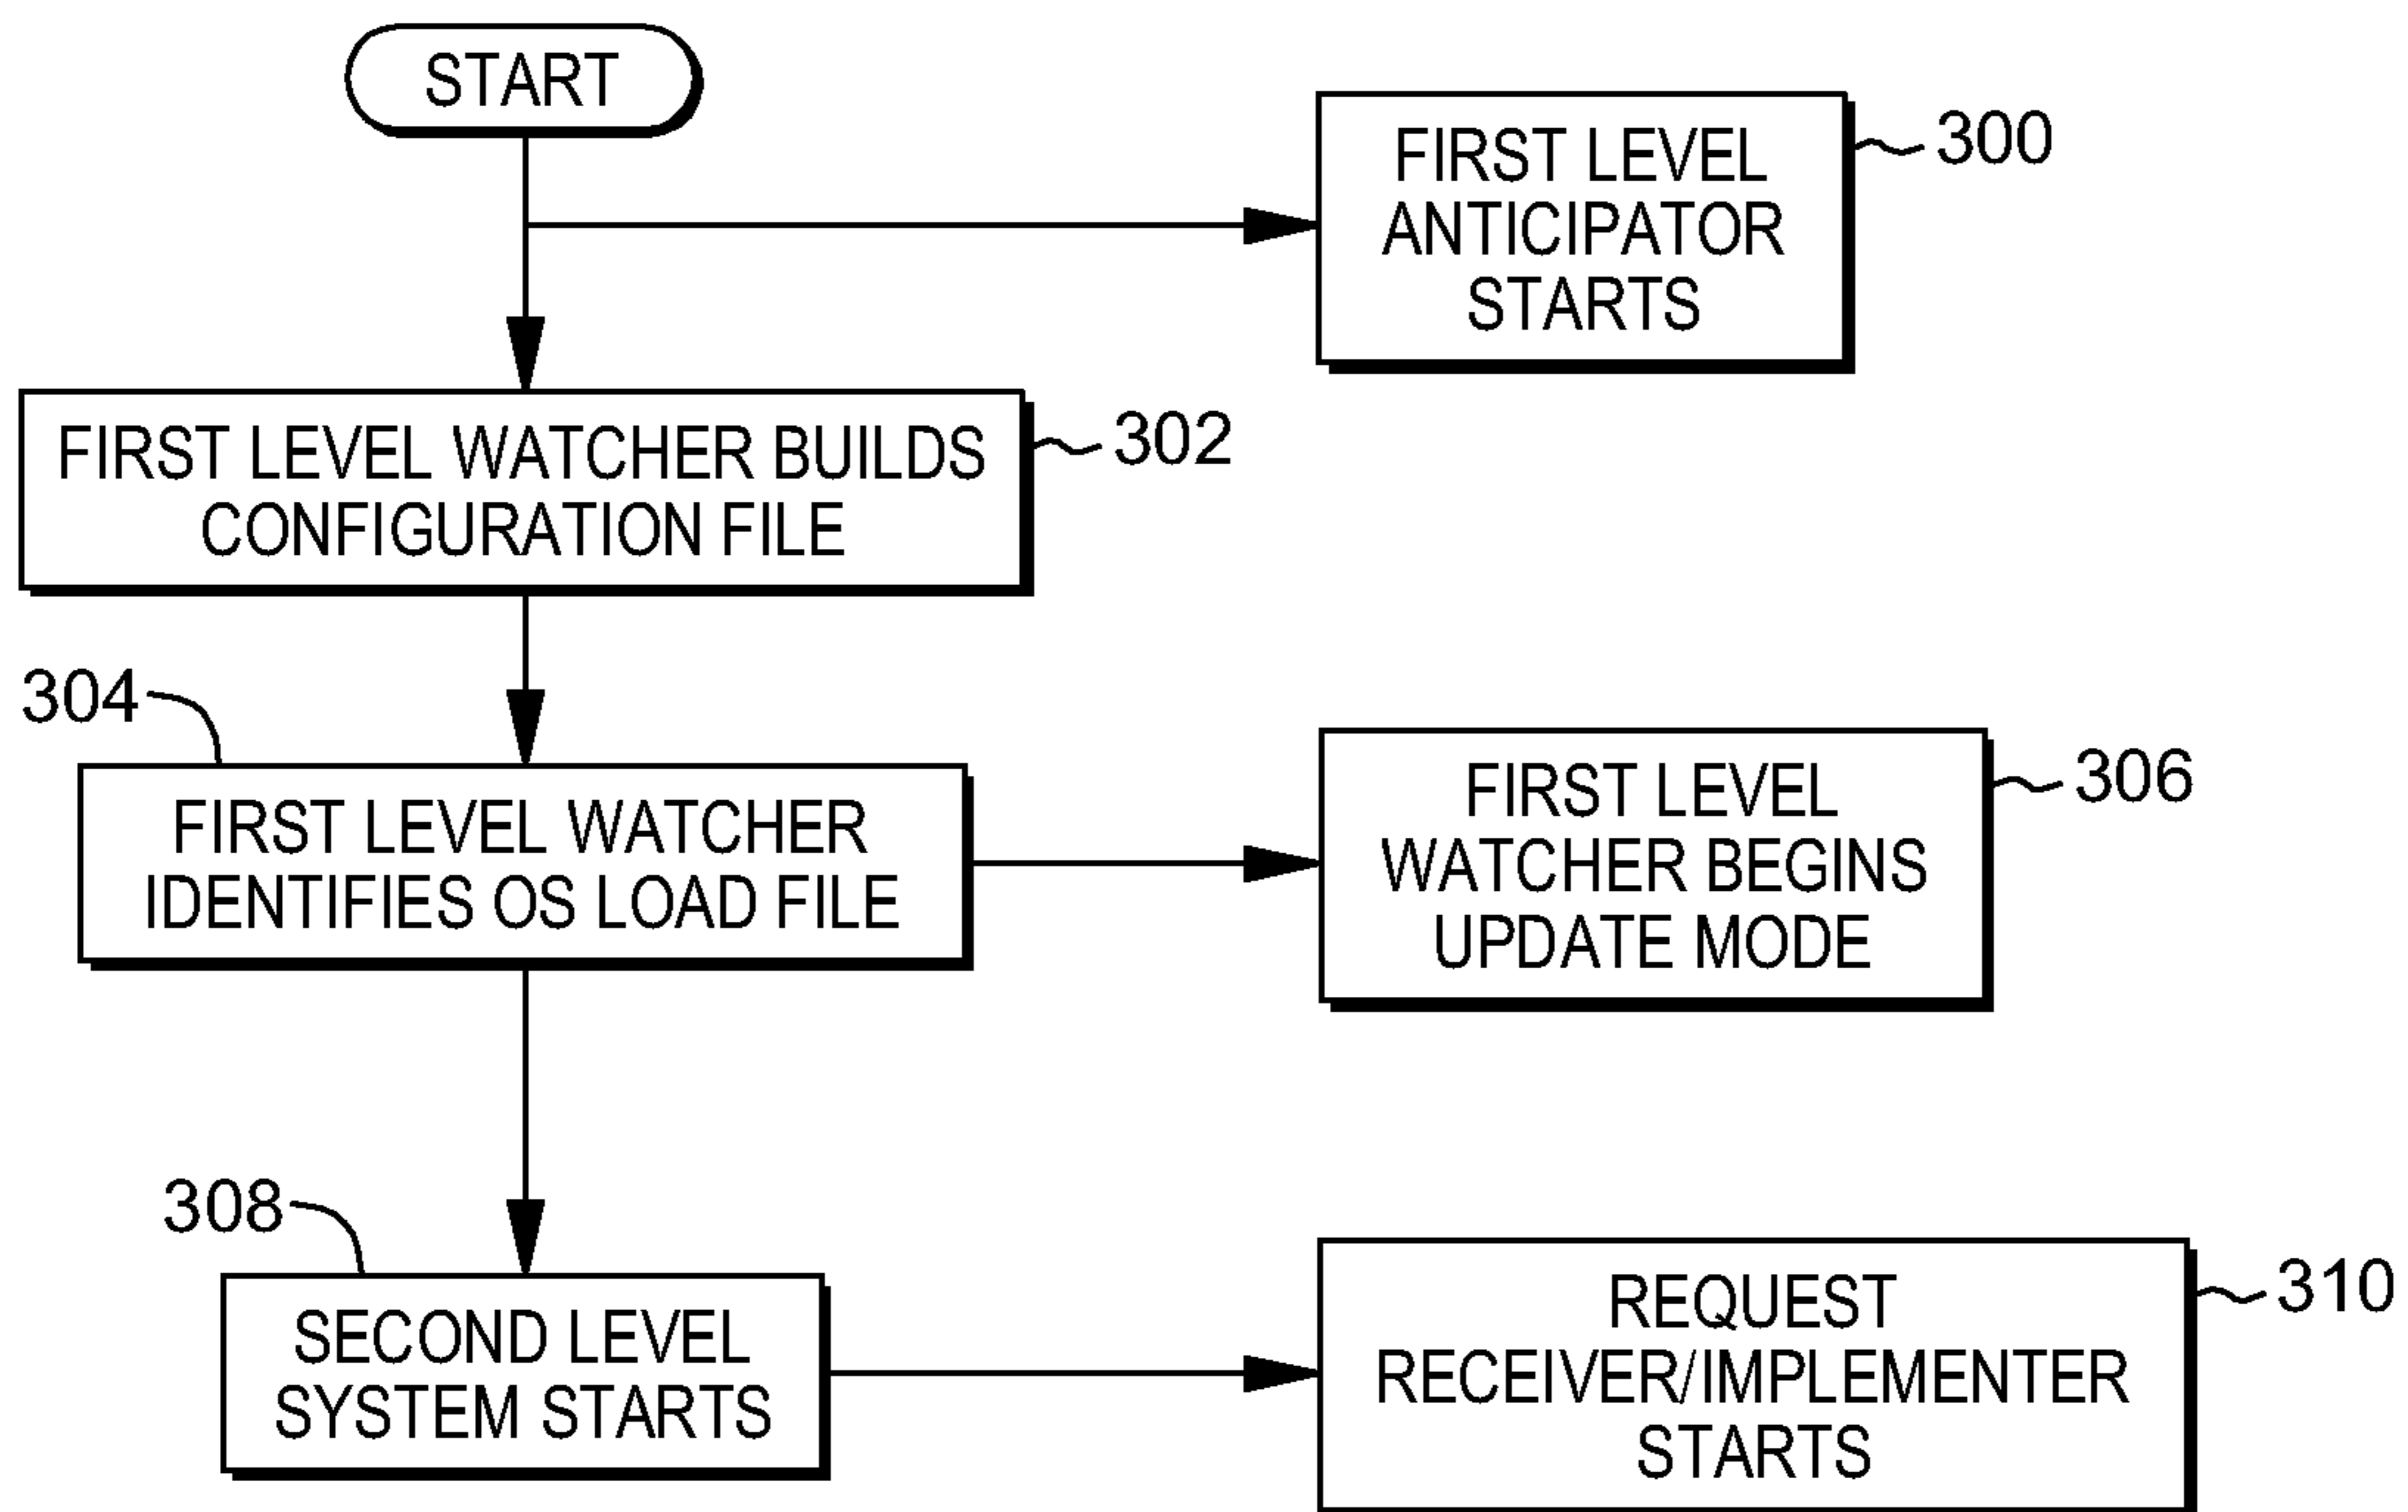 START
FIRST LEVEL
ANTICIPATOR
STARTS
300
FIRST LEVEL WATCHER BUILDS
CONFIGURATION FILE
302
304
FIRST LEVEL WATCHER
IDENTIFIES OS LOAD FILE
FIRST LEVEL
WATCHER BEGINS
UPDATE MODE
306
308
SECOND LEVEL
SYSTEM STARTS
REQUEST
RECEIVER/IMPLEMENTER
STARTS
310